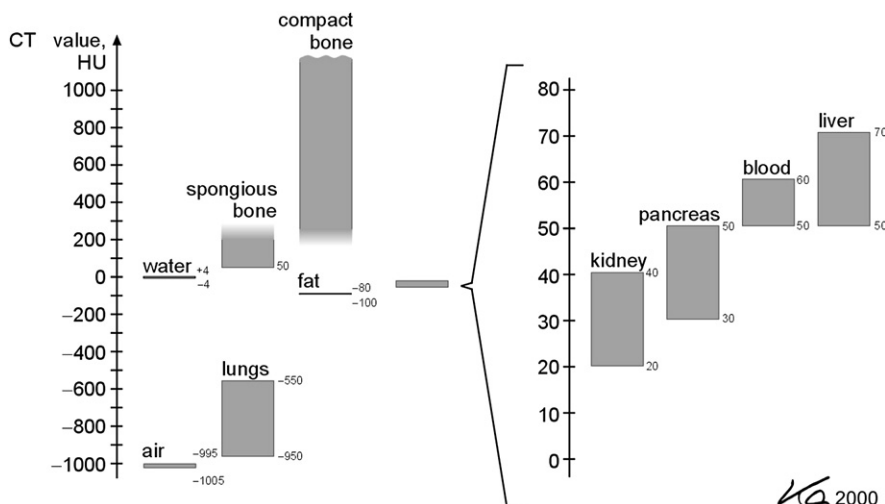 CT value,
HU
1000
800
600
400
200
0
–200
–400
–600
–800
–1000
compact
bone
spongious
bone
50
water +4
–4
fat –80
–100
lungs
–550
–950
air –995
–1005
80
70
60
50
40
30
20
10
0
kidney 40
20
pancreas 50
30
blood
60
50
liver
70
50
2000